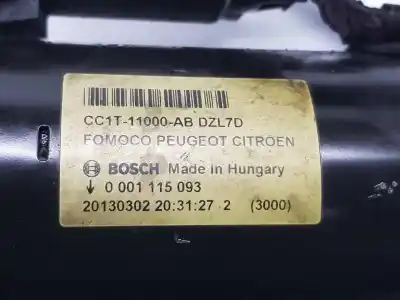 CC1T-11000-AB DZL7D
FOMOCO PEUGEOT CITROEN
BOSCH Made in Hungary
↓ 0 001 115 093
20130302 20:31:27 2 (3000)